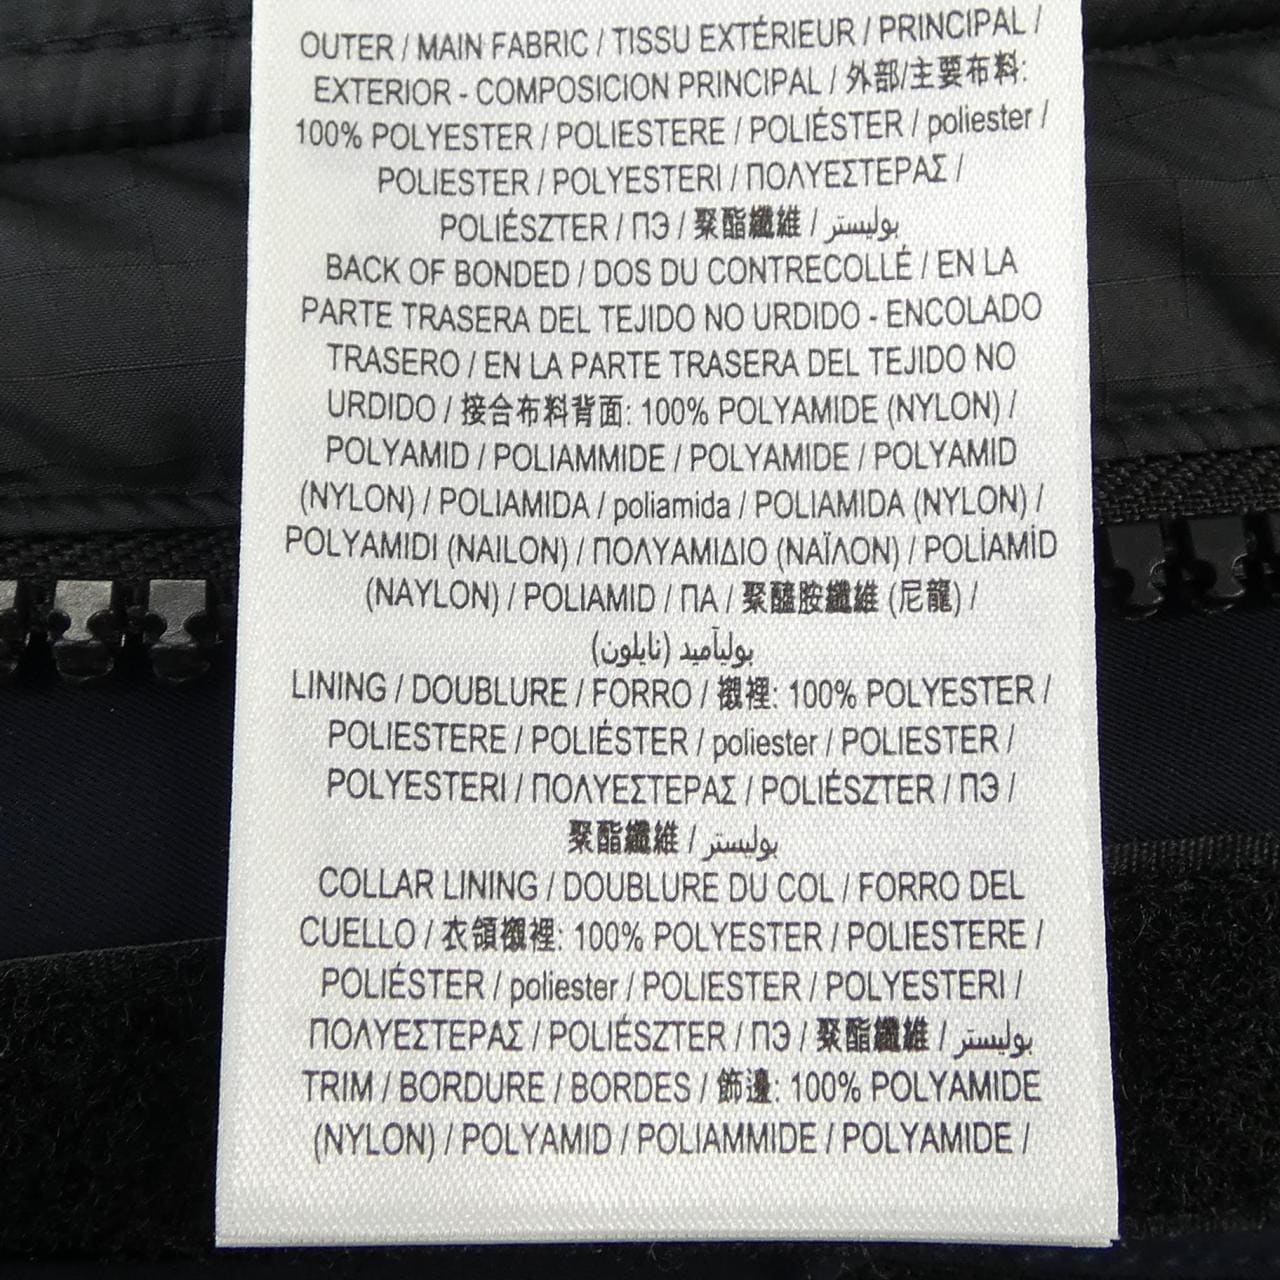 OUTER / MAIN FABRIC / TISSU EXTÉRIEUR / PRINCIPAL /
EXTERIOR - COMPOSICION PRINCIPAL / 外部/主要布料:
100% POLYESTER / POLIESTERE / POLIÉSTER / poliester /
POLIESTER / POLYESTERI / ΠΟΛΥΕΣΤΕΡΑΣ /
POLIÉSZTER / ПЭ / 聚酯纖維 / بوليستر
BACK OF BONDED / DOS DU CONTRECOLLÉ / EN LA
PARTE TRASERA DEL TEJIDO NO URDIDO - ENCOLADO
TRASERO / EN LA PARTE TRASERA DEL TEJIDO NO
URDIDO / 接合布料背面: 100% POLYAMIDE (NYLON) /
POLYAMID / POLIAMMIDE / POLYAMIDE / POLYAMID
(NYLON) / POLIAMIDA / poliamida / POLIAMIDA (NYLON) /
POLYAMIDI (NAILON) / ΠΟΛΥΑΜΙΔΙΟ (ΝΑΪΛΟΝ) / POLİAMİD
(NAYLON) / POLIAMID / ПА / 聚醯胺纖維 (尼龍) /
بوليآميد (نايلون)
LINING / DOUBLURE / FORRO / 襯裡: 100% POLYESTER /
POLIESTERE / POLIÉSTER / poliester / POLIESTER /
POLYESTERI / ΠΟΛΥΕΣΤΕΡΑΣ / POLIÉSZTER / ПЭ /
聚酯纖維 / بوليستر
COLLAR LINING / DOUBLURE DU COL / FORRO DEL
CUELLO / 衣領襯裡: 100% POLYESTER / POLIESTERE /
POLIÉSTER / poliester / POLIESTER / POLYESTERI /
ΠΟΛΥΕΣΤΕΡΑΣ / POLIÉSZTER / ПЭ / 聚酯纖維 / بوليستر
TRIM / BORDURE / BORDES / 飾邊: 100% POLYAMIDE
(NYLON) / POLYAMID / POLIAMMIDE / POLYAMIDE /